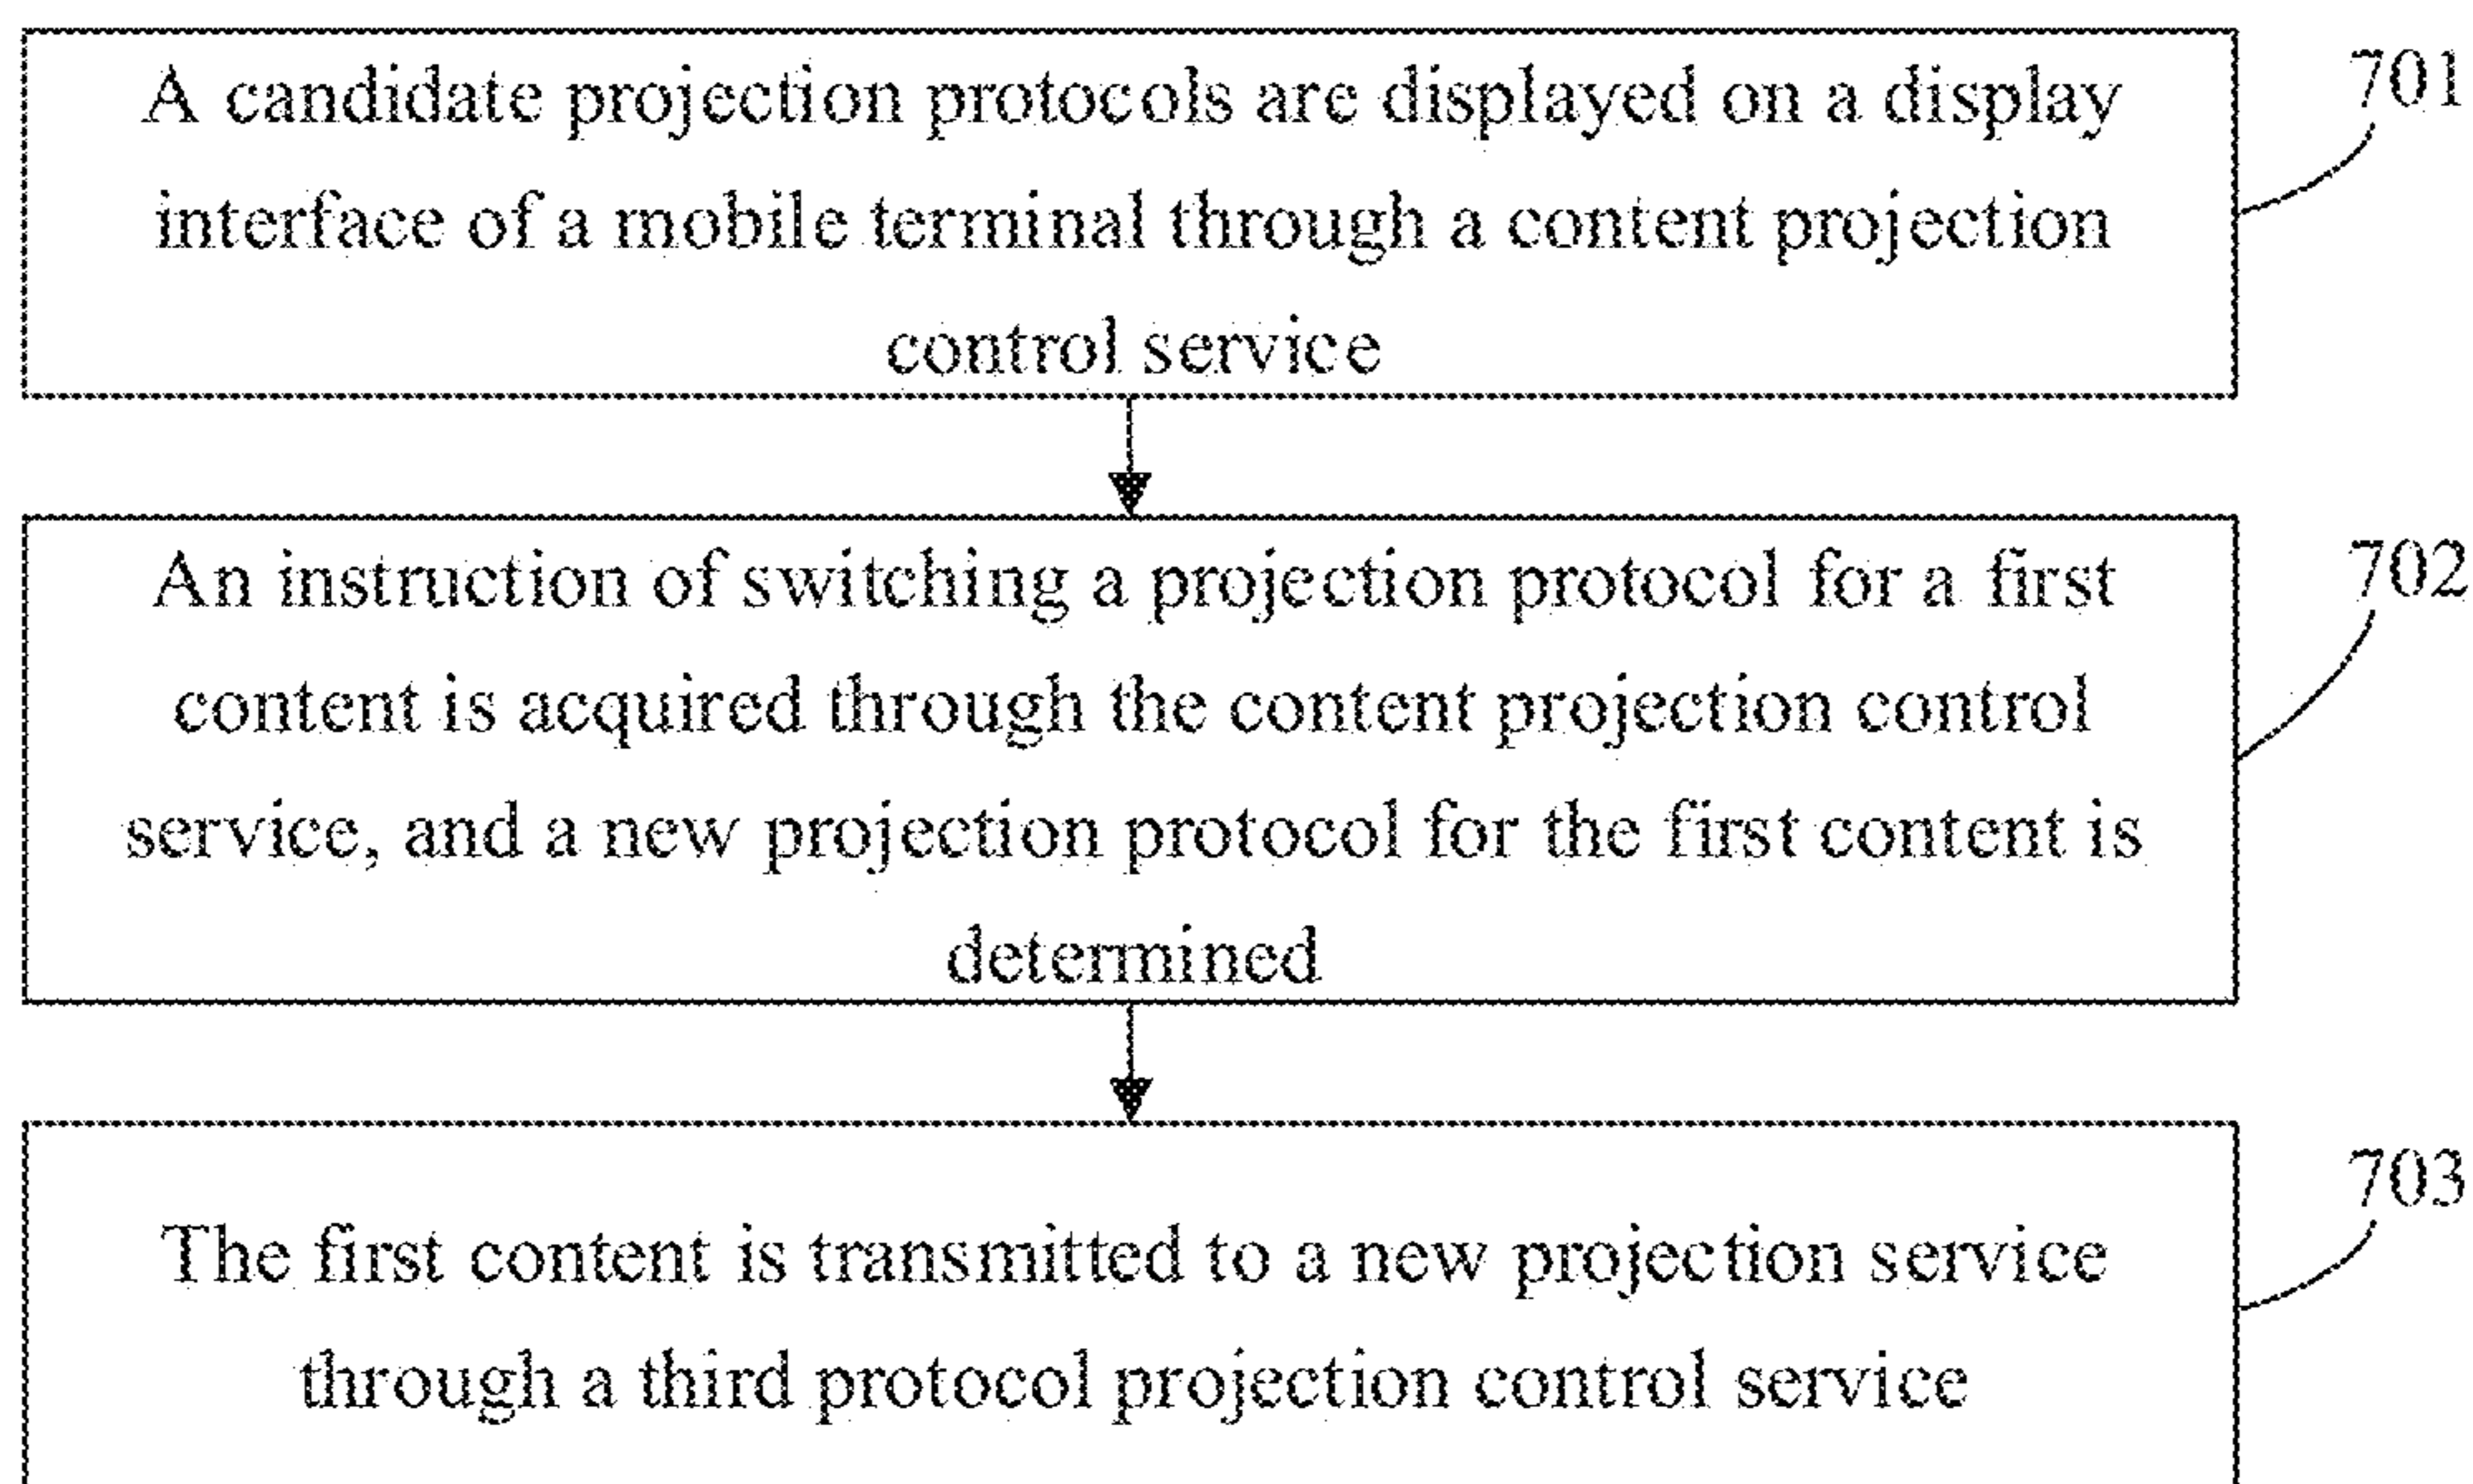 A candidate projection protocols are displayed on a display
701
interface of a mobile terminal through a content projection
control service
An instruction of switching a projection protocol for a first
702
content is acquired through the content projection control
service, and a new projection protocol for the first content is
determined
703
The first content is transmitted to a new projection service
through a third protocol projection control service